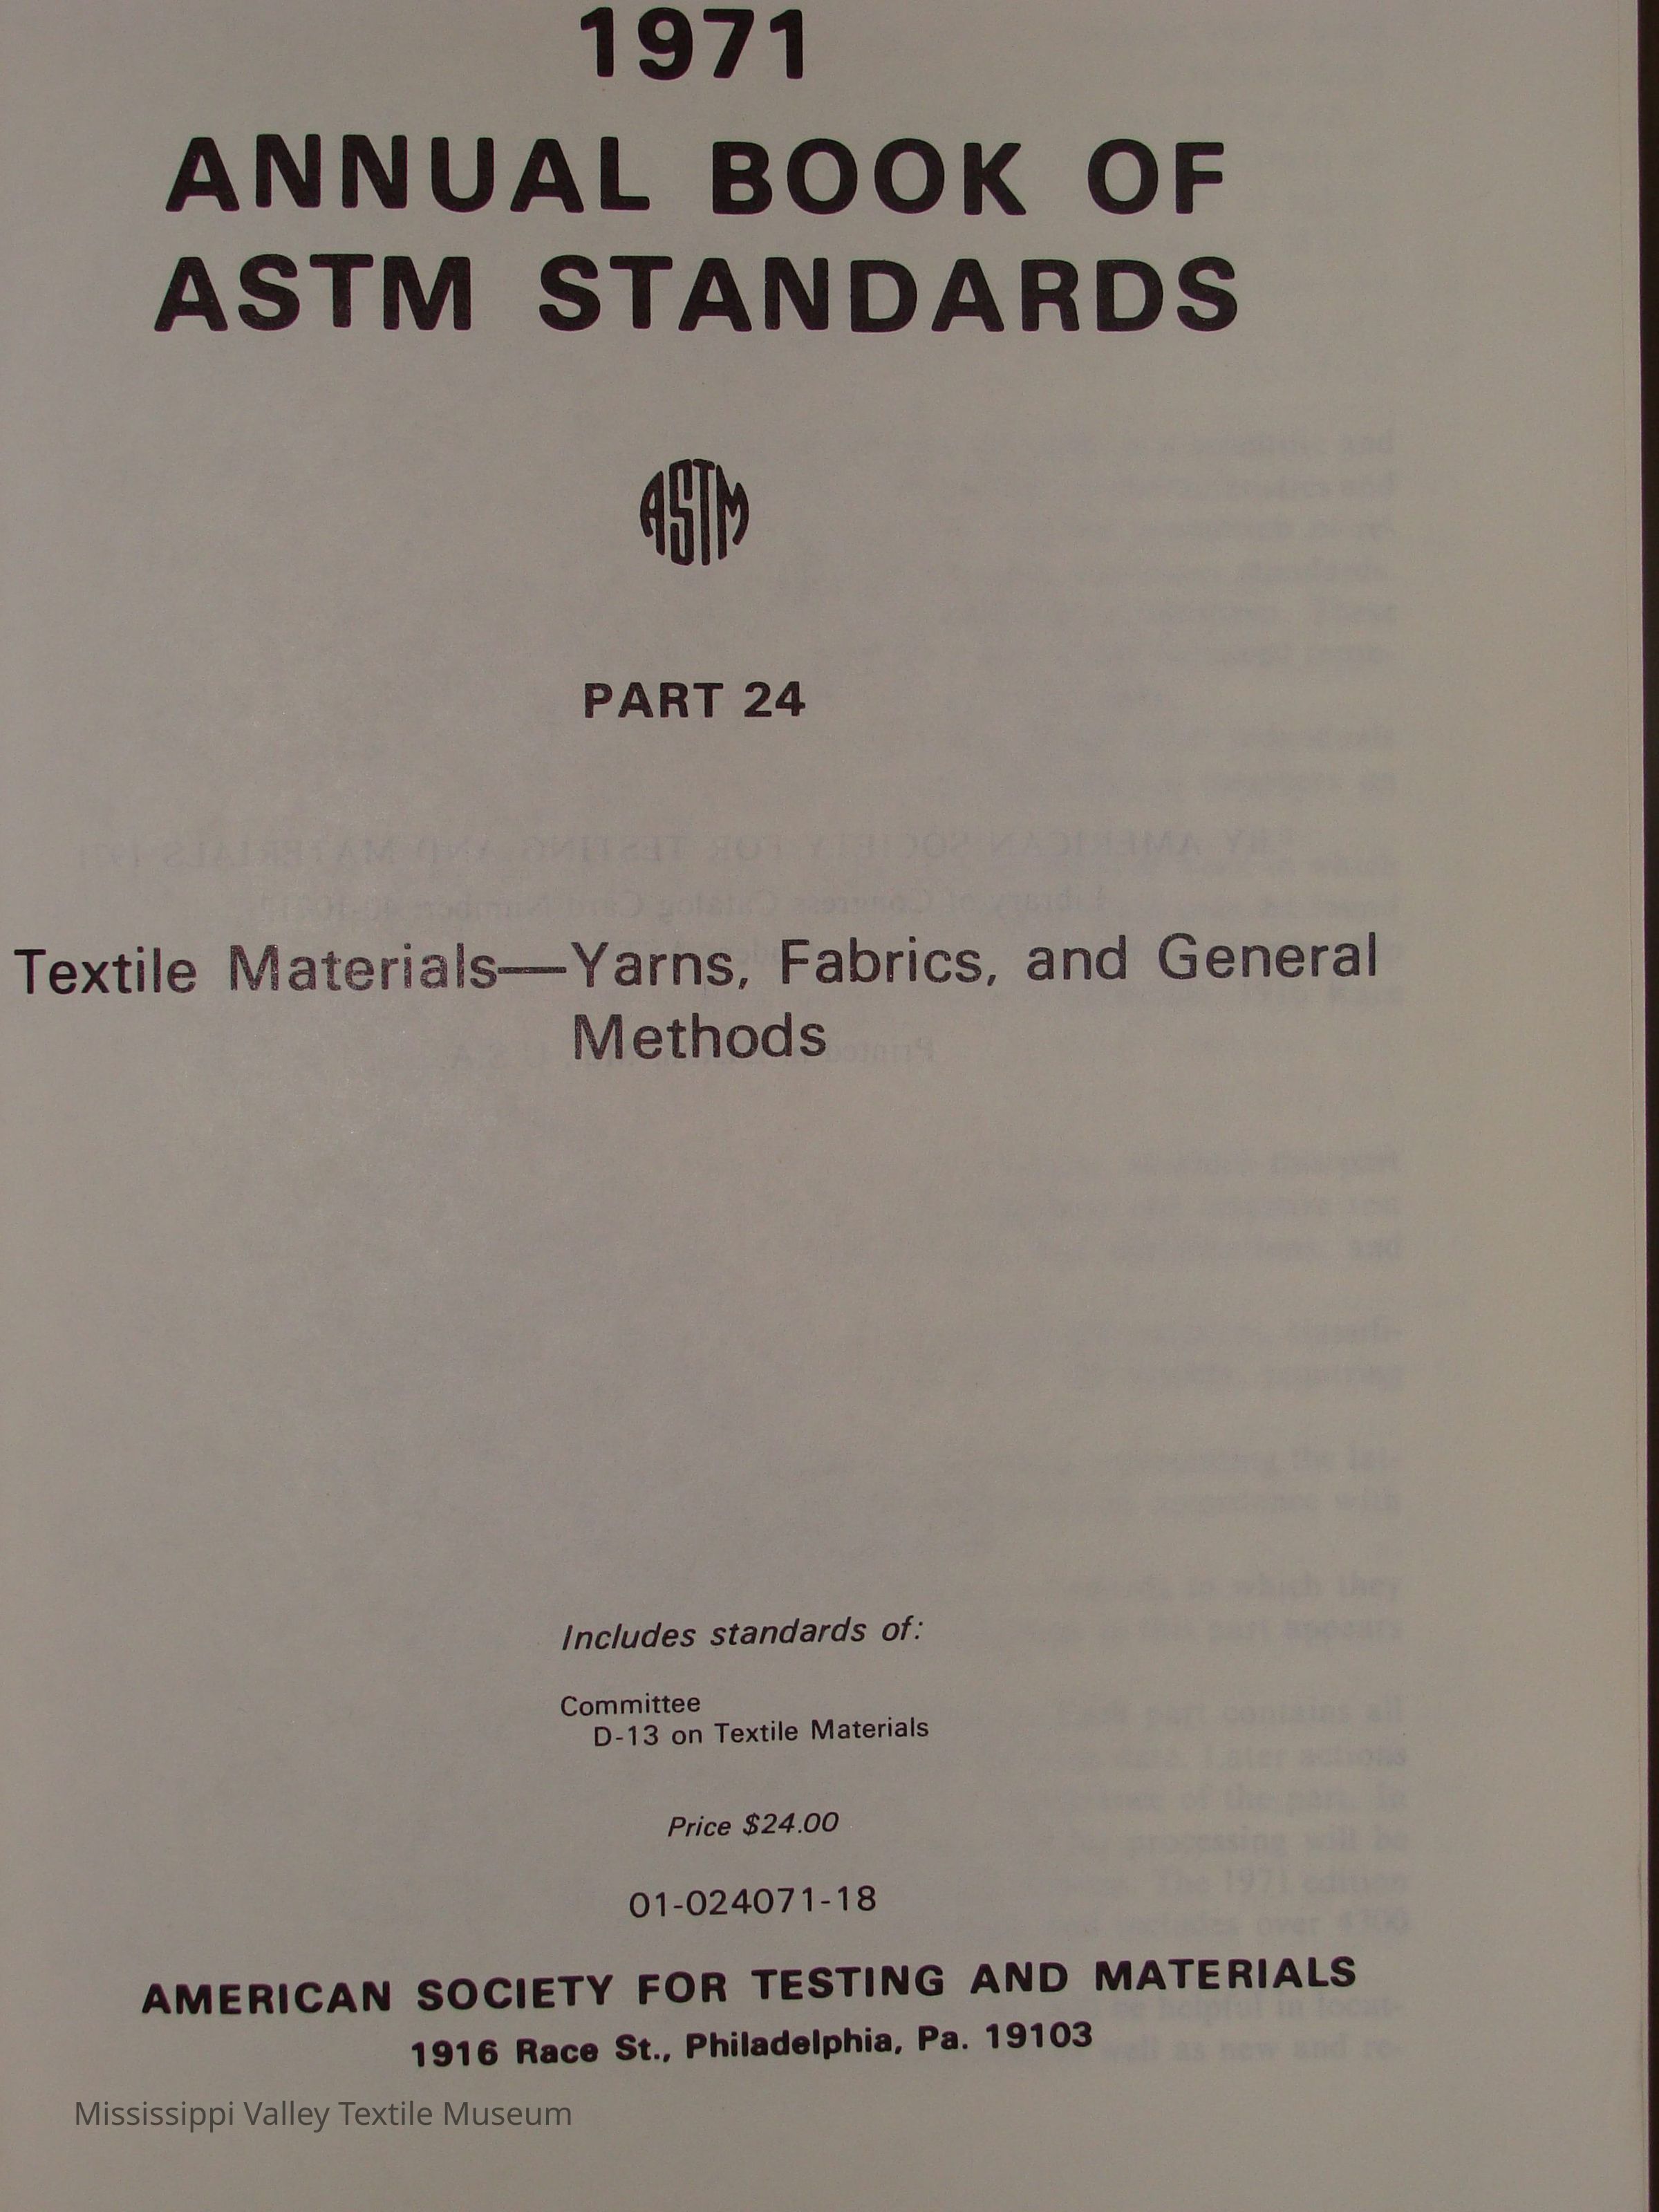 1971
ANNUAL BOOK OF
ASTM STANDARDS
ASTM
PART 24
Textile Materials—Yarns, Fabrics, and General
Methods
Includes standards of:
Committee
D-13 on Textile Materials
Price $24.00
01-024071-18
AMERICAN SOCIETY FOR TESTING AND MATERIALS
1916 Race St., Philadelphia, Pa. 19103
Mississippi Valley Textile Museum